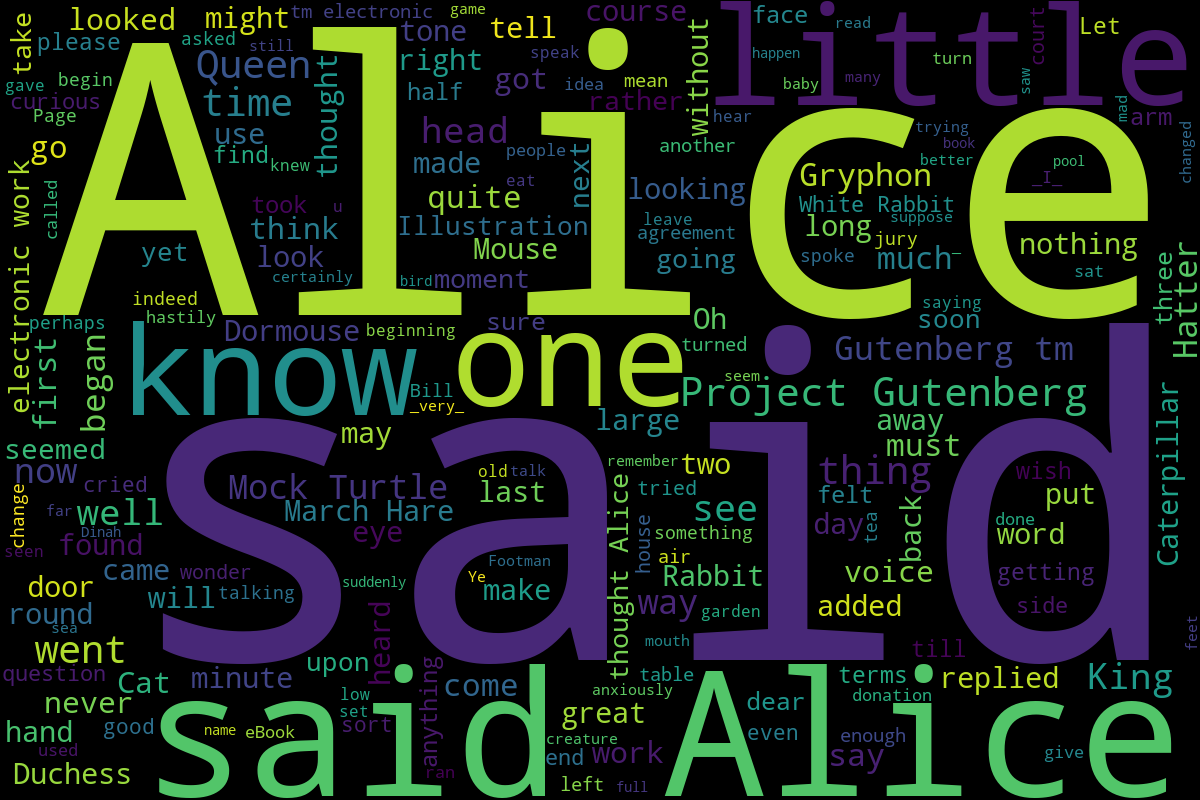 Alice
said
said Alice
little
know
one
looked
might
tm electronic
game
course
face
read
Let
take
please
asked
still
tone
tell
speak
happen
court
gave
begin
Queen
thought
right
got
idea
mean
without
baby
many
turn
saw
curious
time
half
rather
hear
mad
arm
Page
use
head
trying
book
changed
go
find
knew
made
people
next
another
better
pool
called
took
u
quite
eat
looking
Gryphon
_I_
electronic work
think
Illustration
leave
White Rabbit
suppose
agreement
long
jury
nothing
yet
look
Mouse
going
spoke
much
_
certainly
bird
moment
sat
three
Hatter
indeed
hastily
saying
perhaps
Dormouse
beginning
sure
Oh
soon
first
began
turned
Gutenberg tm
Bill
seem
_very_
Project Gutenberg
Caterpillar
may
large
away
seemed
must
now
cried
old
talk
remember
two
thing
wish
change
Mock Turtle
last
tried
felt
put
far
well
March Hare
thought Alice
see
day
tea
back
done
Dinah
house
something
word
seen
found
eye
Footman
air
came
wonder
suddenly
Ye
make
Rabbit
voice
getting
door
will
talking
way
garden
added
side
round
heard
sea
mouth
feet
went
till
question
Cat
minute
upon
anything
come
table
terms
replied
King
never
low
anxiously
dear
donation
hand
good
name
eBook
set
sort
great
even
enough
used
creature
end
work
say
give
Duchess
ran
left
full